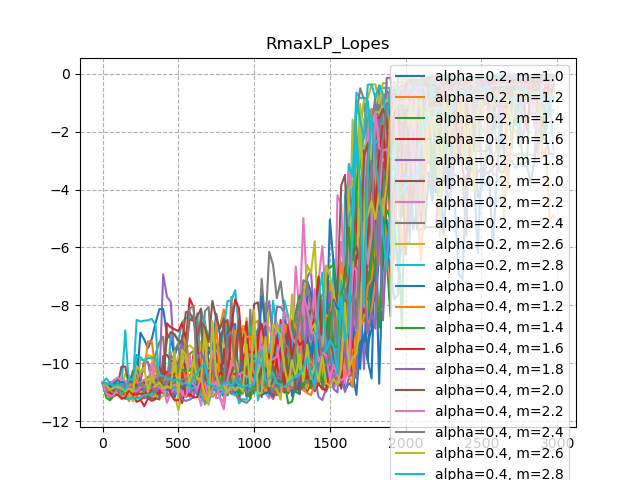 RmaxLP_Lopes
0
−2
−4
−6
−8
−10
−12
0
500
1000
1500
2000
2500
3000
alpha=0.2, m=1.0
alpha=0.2, m=1.2
alpha=0.2, m=1.4
alpha=0.2, m=1.6
alpha=0.2, m=1.8
alpha=0.2, m=2.0
alpha=0.2, m=2.2
alpha=0.2, m=2.4
alpha=0.2, m=2.6
alpha=0.2, m=2.8
alpha=0.4, m=1.0
alpha=0.4, m=1.2
alpha=0.4, m=1.4
alpha=0.4, m=1.6
alpha=0.4, m=1.8
alpha=0.4, m=2.0
alpha=0.4, m=2.2
alpha=0.4, m=2.4
alpha=0.4, m=2.6
alpha=0.4, m=2.8